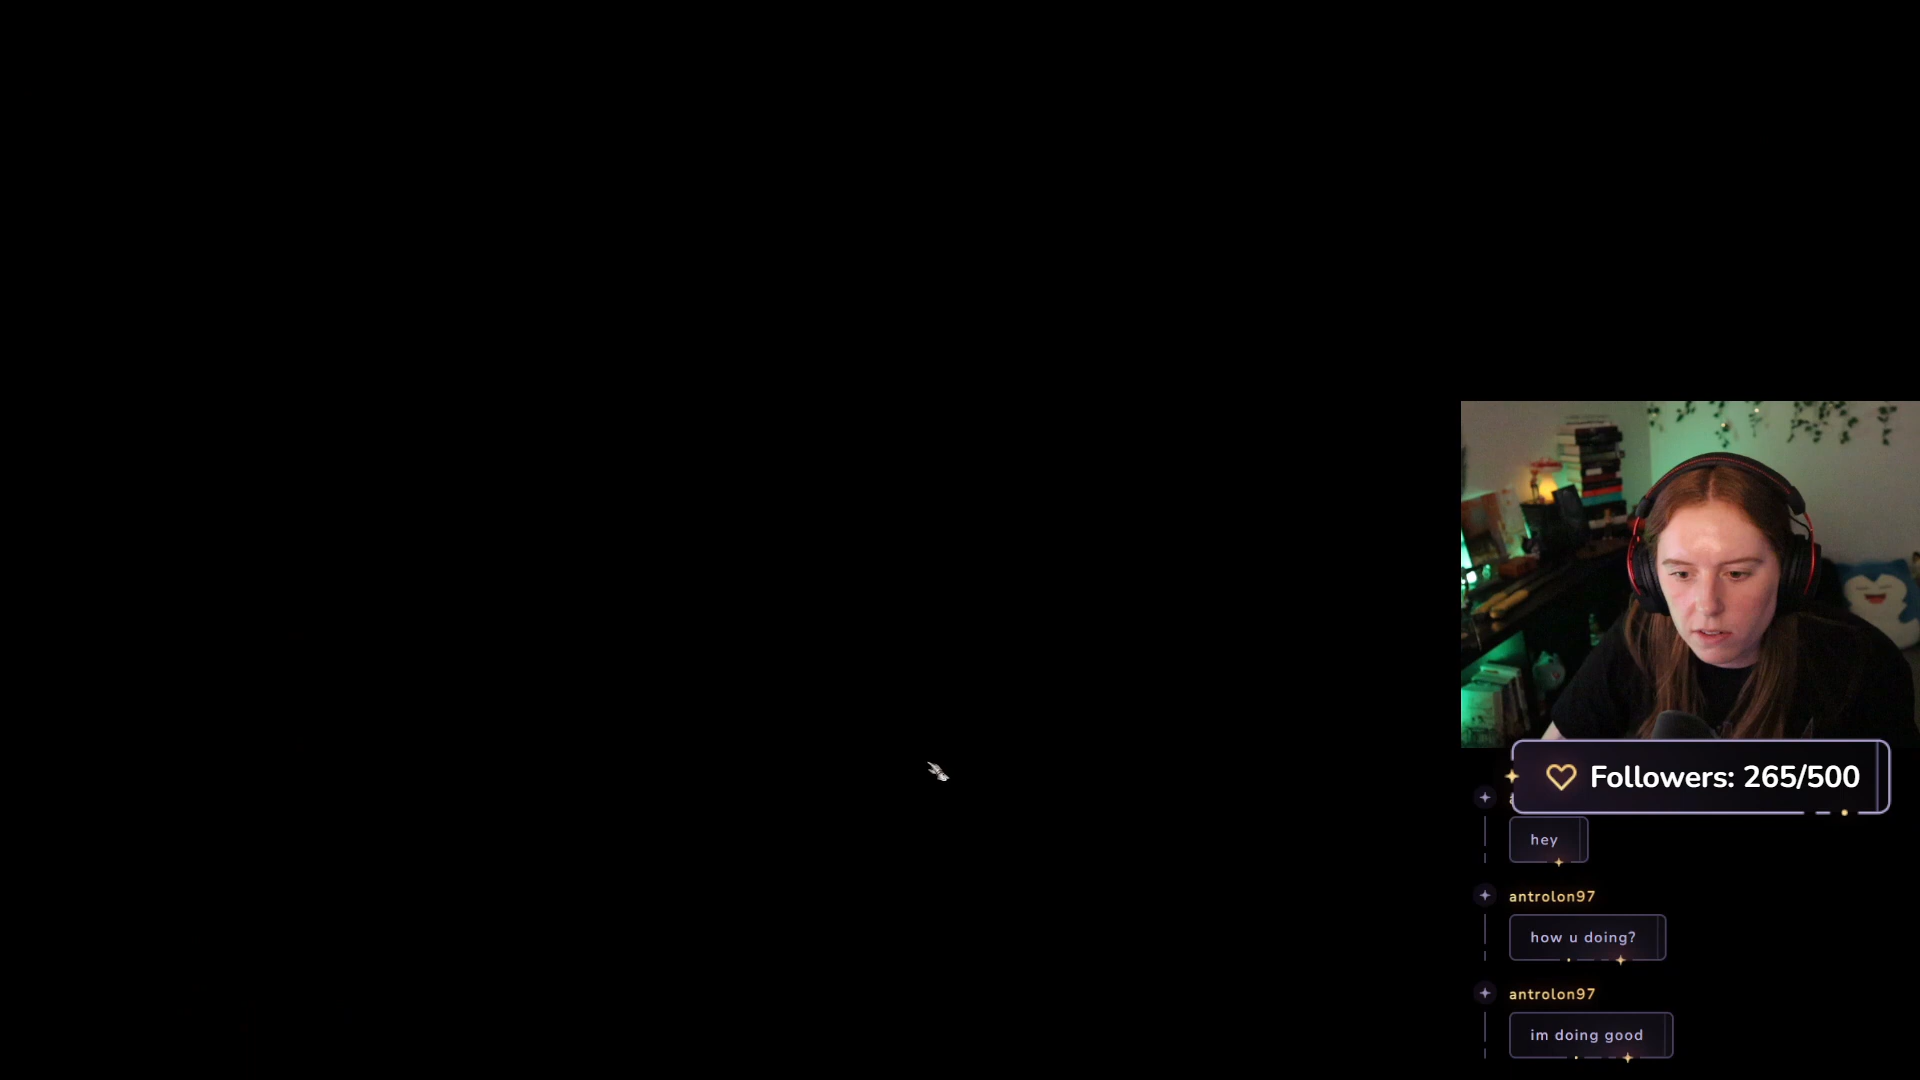 Followers: 265/500
hey
antrolon97
how u doing?
antrolon97
im doing good